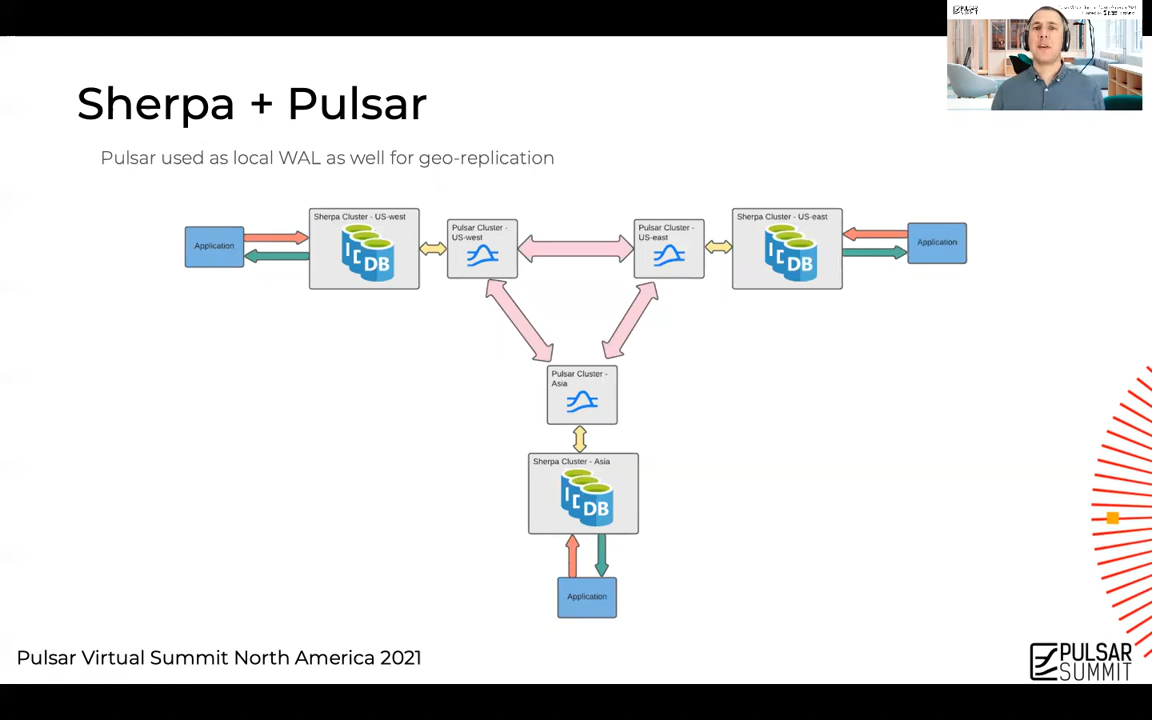 Sherpa + Pulsar
Pulsar used as local WAL as well for geo-replication
Application
Sherpa Cluster - US-west
DB
Pulsar Cluster -
US-west
Pulsar Cluster -
US-east
Sherpa Cluster - US-east
DB
Application
Pulsar Cluster -
Asia
Sherpa Cluster - Asia
DB
Application
Pulsar Virtual Summit North America 2021
PULSAR
SUMMIT